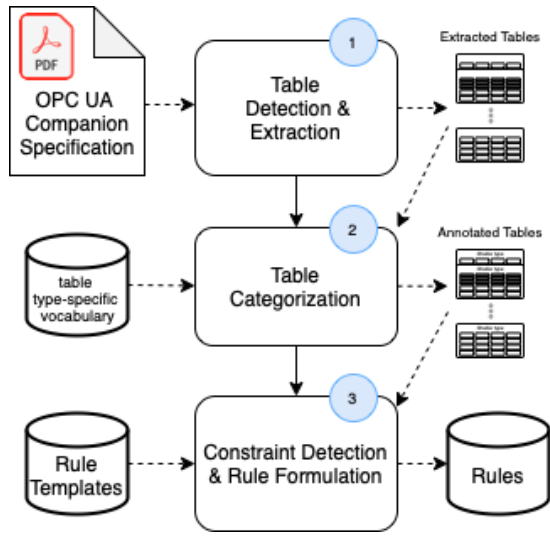 PDF
OPC UA
Companion
Specification
1
Table
Detection &
Extraction
Extracted Tables
2
table
type-specific
vocabulary
Table
Categorization
Annotated Tables
3
Rule
Templates
Constraint Detection
& Rule Formulation
Rules